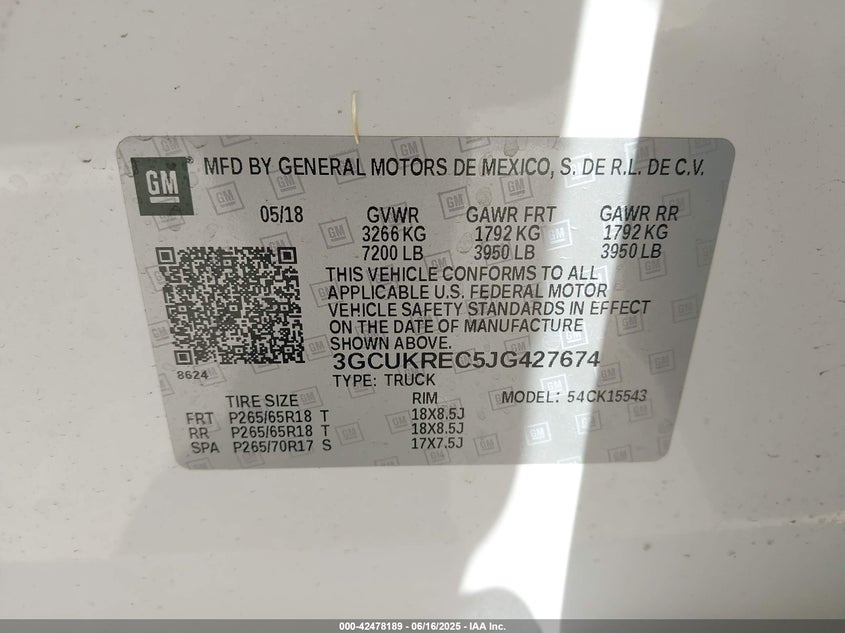 GM ® MFD BY GENERAL MOTORS DE MEXICO, S. DE R.L. DE C.V.
05/18 GVWR GAWR FRT GAWR RR
3266 KG 1792 KG 1792 KG
7200 LB 3950 LB 3950 LB
THIS VEHICLE CONFORMS TO ALL
APPLICABLE U.S. FEDERAL MOTOR
VEHICLE SAFETY STANDARDS IN EFFECT
ON THE DATE OF MANUFACTURE
SHOWN ABOVE.
3GCUKREC5JG427674
8624
TYPE: TRUCK MODEL: 54CK15543
TIRE SIZE RIM
FRT P265/65R18 T 18X8.5J
RR P265/65R18 T 18X8.5J
SPA P265/70R17 S 17X7.5J
000-42478189 - 06/16/2025 - IAA Inc.